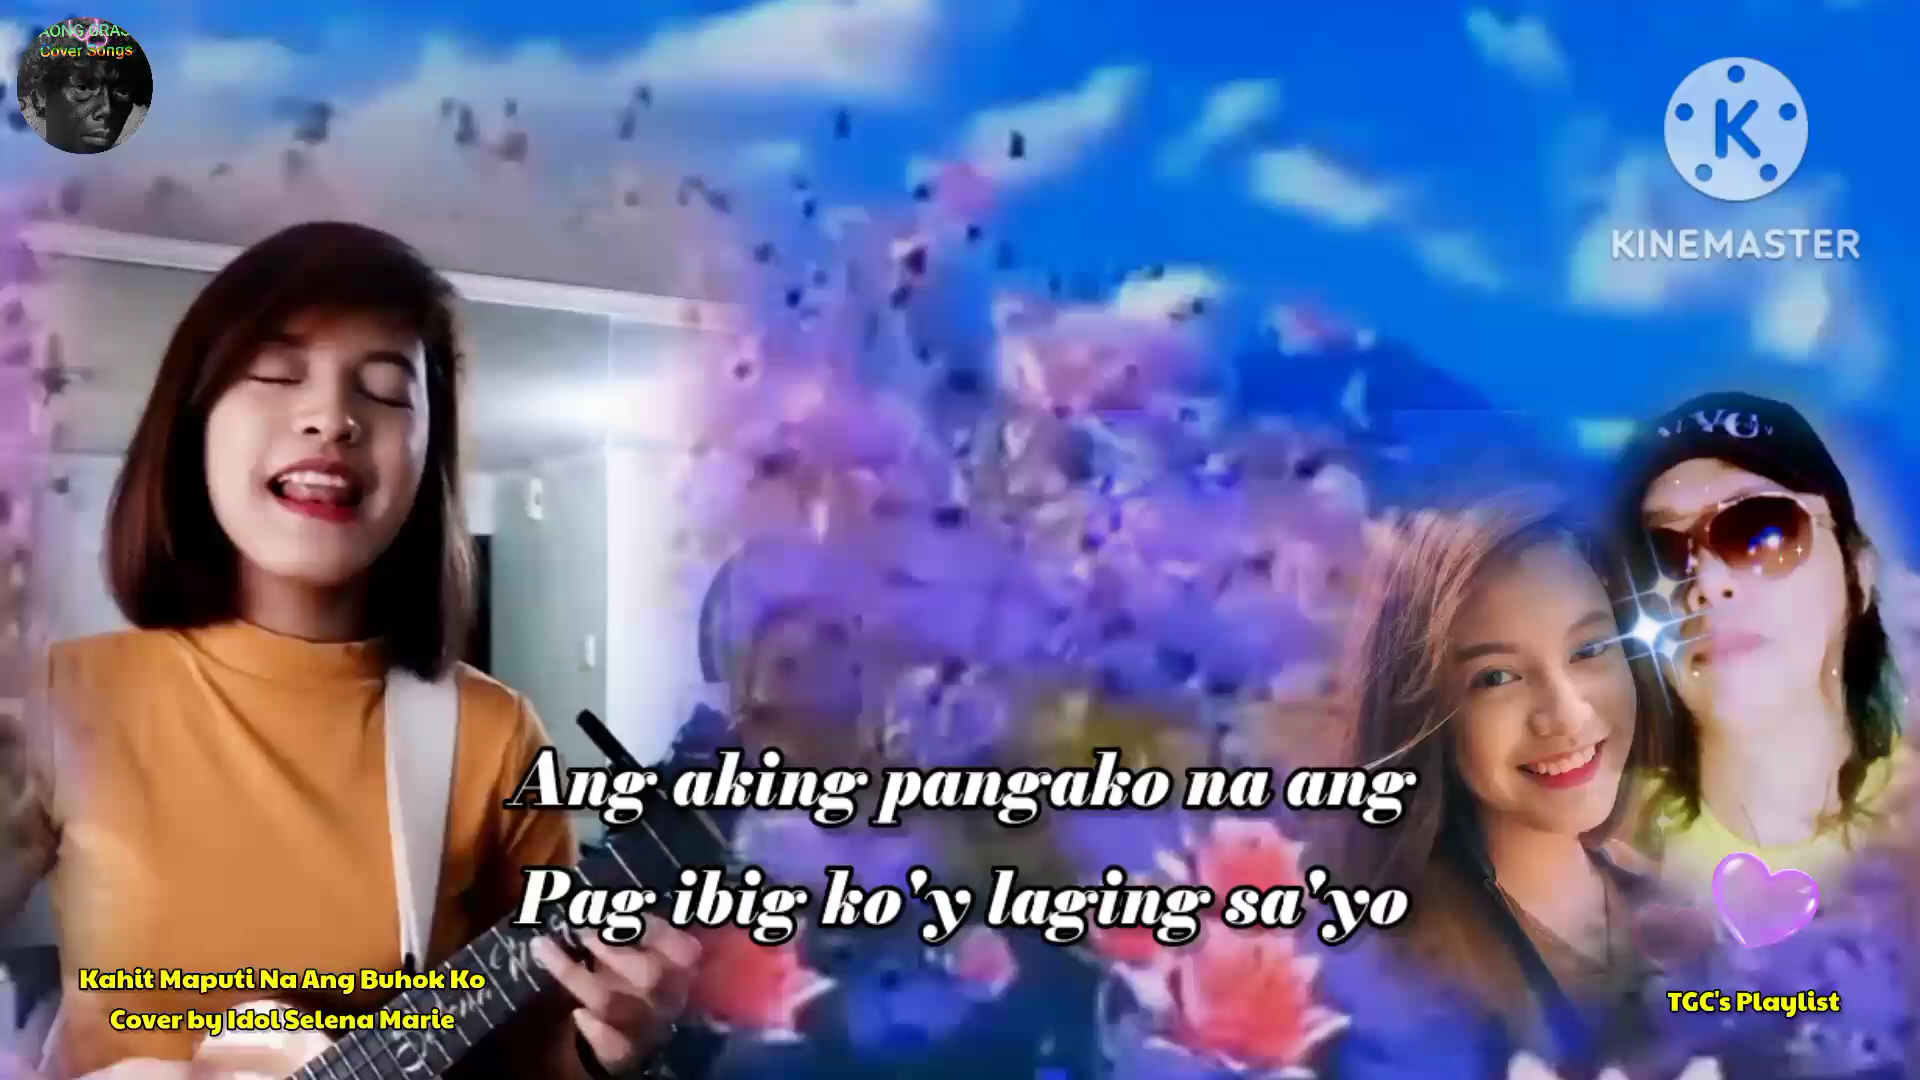 Cover Songs
KINEMASTER
Ang aking pangako na ang
Pag ibig ko'y laging sa'yo
Kahit Maputi Na Ang Buhok Ko
Cover by Idol Selena Marie
TGC's Playlist